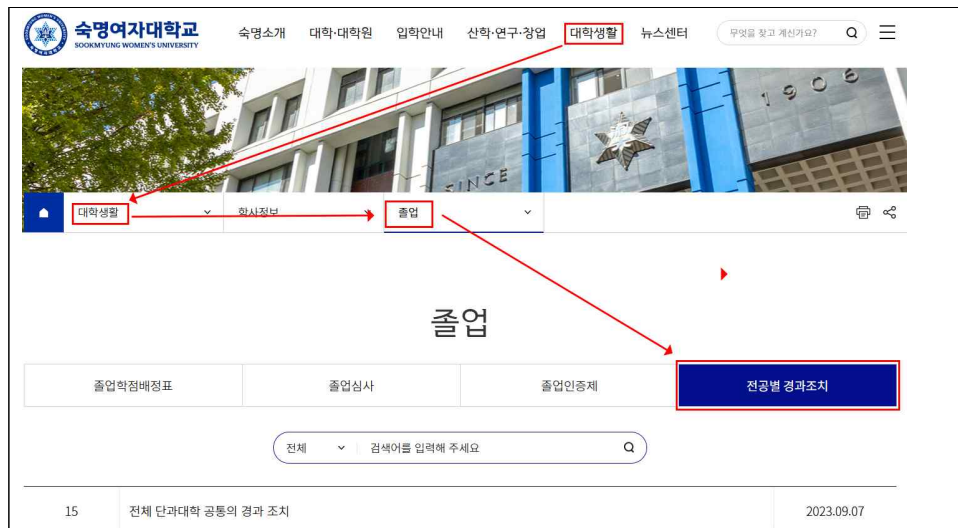 숙명여자대학교
SOOKMYUNG WOMEN'S UNIVERSITY
숙명소개 대학·대학원 입학안내 산학·연구·창업 대학생활 뉴스센터 무엇을 찾고 계신가요?
1906
SINCE
대학생활 학사정보 졸업
졸업
졸업학점배정표 졸업심사 졸업인증제 전공별 경과조치
전체 검색어를 입력해 주세요
15 전체 단과대학 공통의 경과 조치 2023.09.07